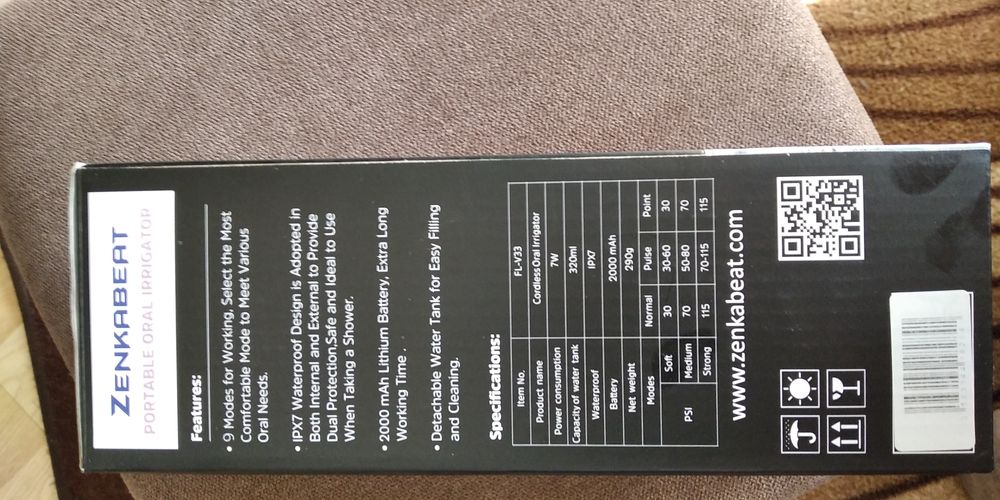 ZENKABEAT
PORTABLE ORAL IRRIGATOR
Features:
• 9 Modes for Working, Select the Most
Comfortable Mode to Meet Various
Oral Needs.
• IPX7 Waterproof Design is Adopted in
Both Internal and External to Provide
Dual Protection,Safe and Ideal to Use
When Taking a Shower.
• 2000 mAh Lithium Battery, Extra Long
Working Time .
• Detachable Water Tank for Easy Filling
and Cleaning.
Specifications:
Item No. FL-V33
Product name Cordless Oral Irrigator
Power consumption 7W
Capacity of water tank 320ml
Waterproof IPX7
Battery 2000 mAh
Net weight 290g
Modes Normal Pulse Point
PSI Soft 30 30-60 30
Medium 70 50-80 70
Strong 115 70-115 115
www.zenkabeat.com